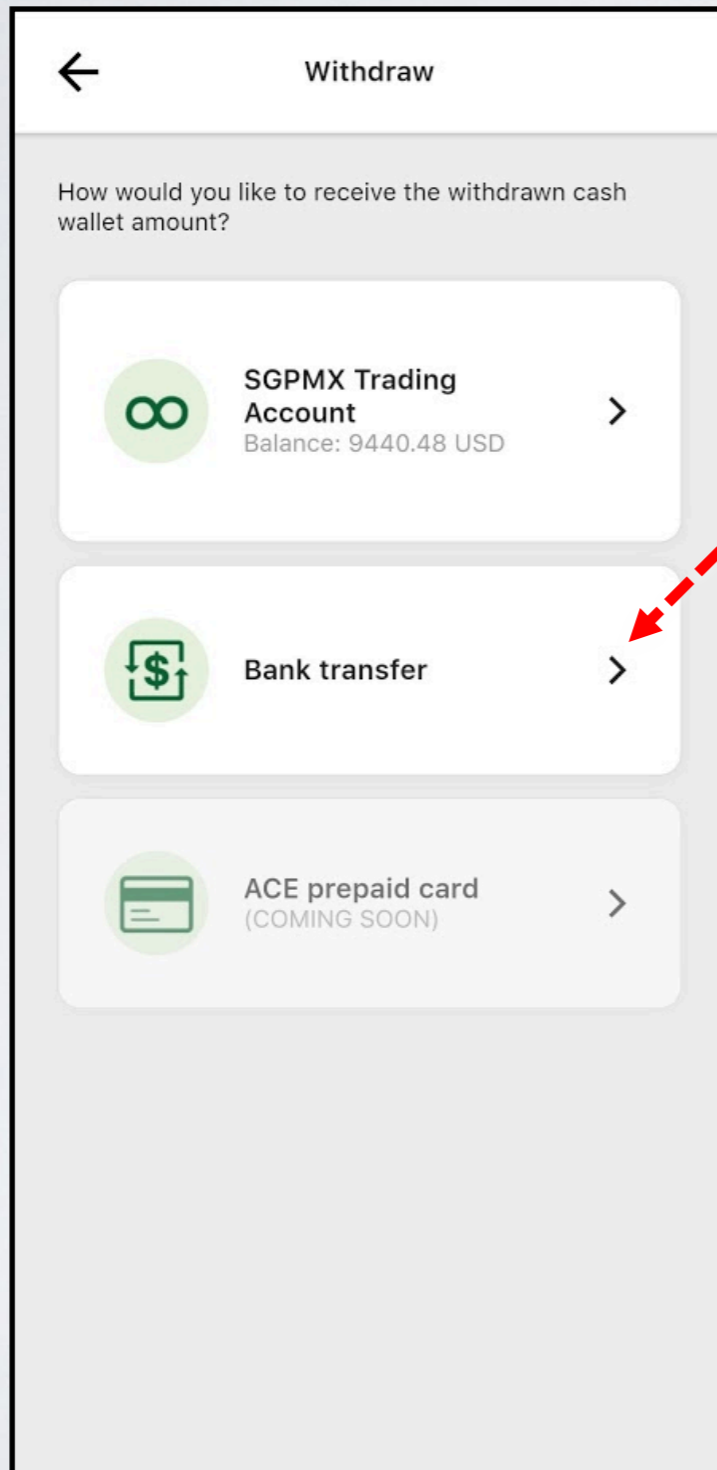 Withdraw
How would you like to receive the withdrawn cash
wallet amount?
SGPMX Trading
Account
Balance: 9440.48 USD
Bank transfer
ACE prepaid card
(COMING SOON)